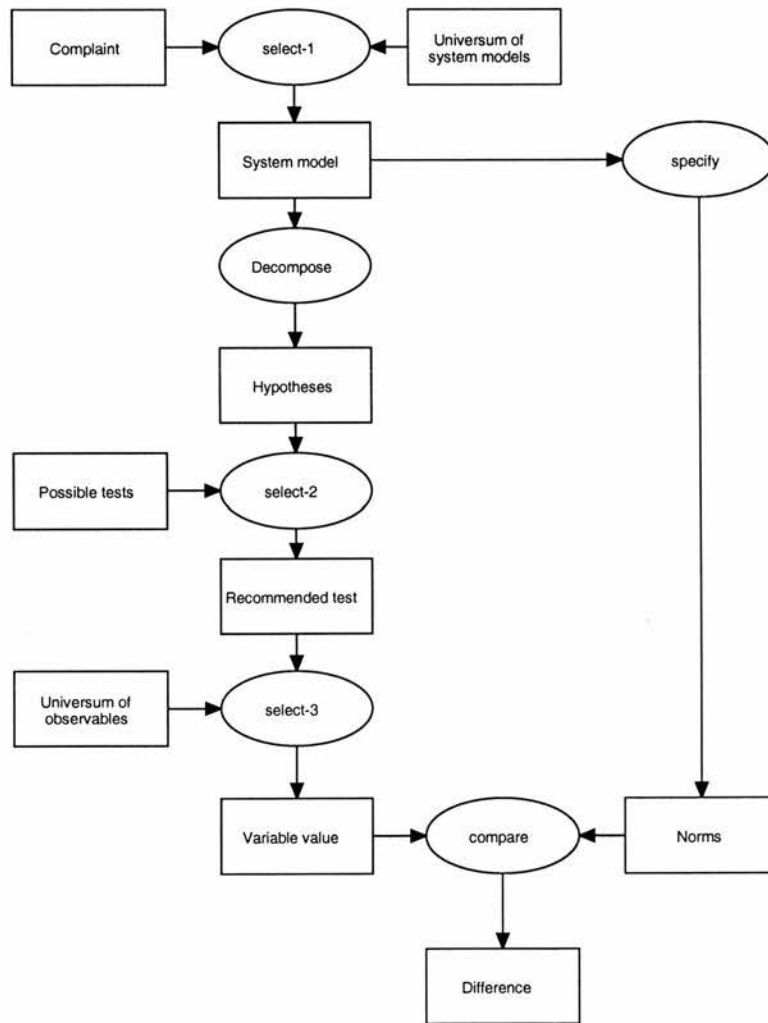 Complaint
select-1
Universum of
system models
System model
specify
Decompose
Hypotheses
Possible tests
select-2
Recommended test
Universum of
observables
select-3
Variable value
compare
Norms
Difference